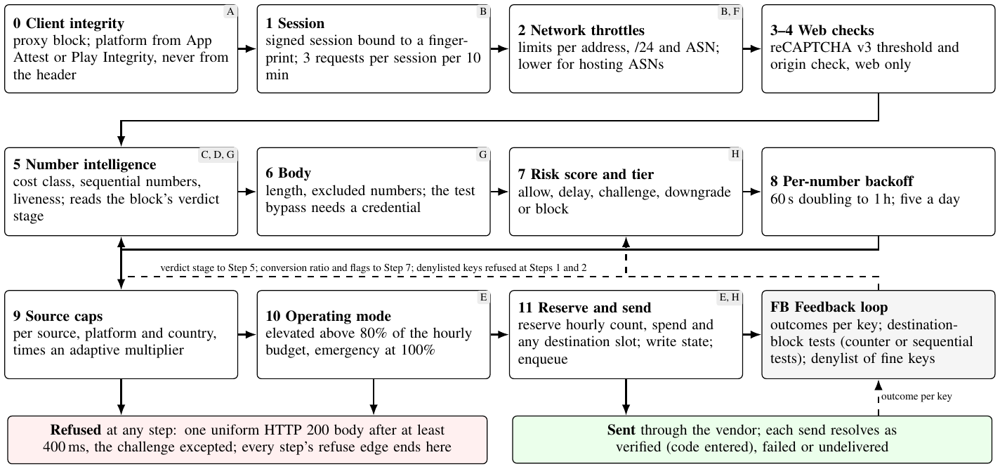 A
0 Client integrity
proxy block; platform from App
Attest or Play Integrity, never from
the header
B
1 Session
signed session bound to a finger-
print; 3 requests per session per 10
min
B, F
2 Network throttles
limits per address, /24 and ASN;
lower for hosting ASNs
3–4 Web checks
reCAPTCHA v3 threshold and
origin check, web only
C, D, G
5 Number intelligence
cost class, sequential numbers,
liveness; reads the block's verdict
stage
G
6 Body
length, excluded numbers; the test
bypass needs a credential
H
7 Risk score and tier
allow, delay, challenge, downgrade
or block
8 Per-number backoff
60 s doubling to 1 h; five a day
verdict stage to Step 5; conversion ratio and flags to Step 7; denylisted keys refused at Steps 1 and 2
9 Source caps
per source, platform and country,
times an adaptive multiplier
E
10 Operating mode
elevated above 80% of the hourly
budget, emergency at 100%
E, H
11 Reserve and send
reserve hourly count, spend and
any destination slot; write state;
enqueue
FB Feedback loop
outcomes per key; destination-
block tests (counter or sequential
tests); denylist of fine keys
outcome per key
Refused at any step: one uniform HTTP 200 body after at least
400 ms, the challenge excepted; every step's refuse edge ends here
Sent through the vendor; each send resolves as
verified (code entered), failed or undelivered